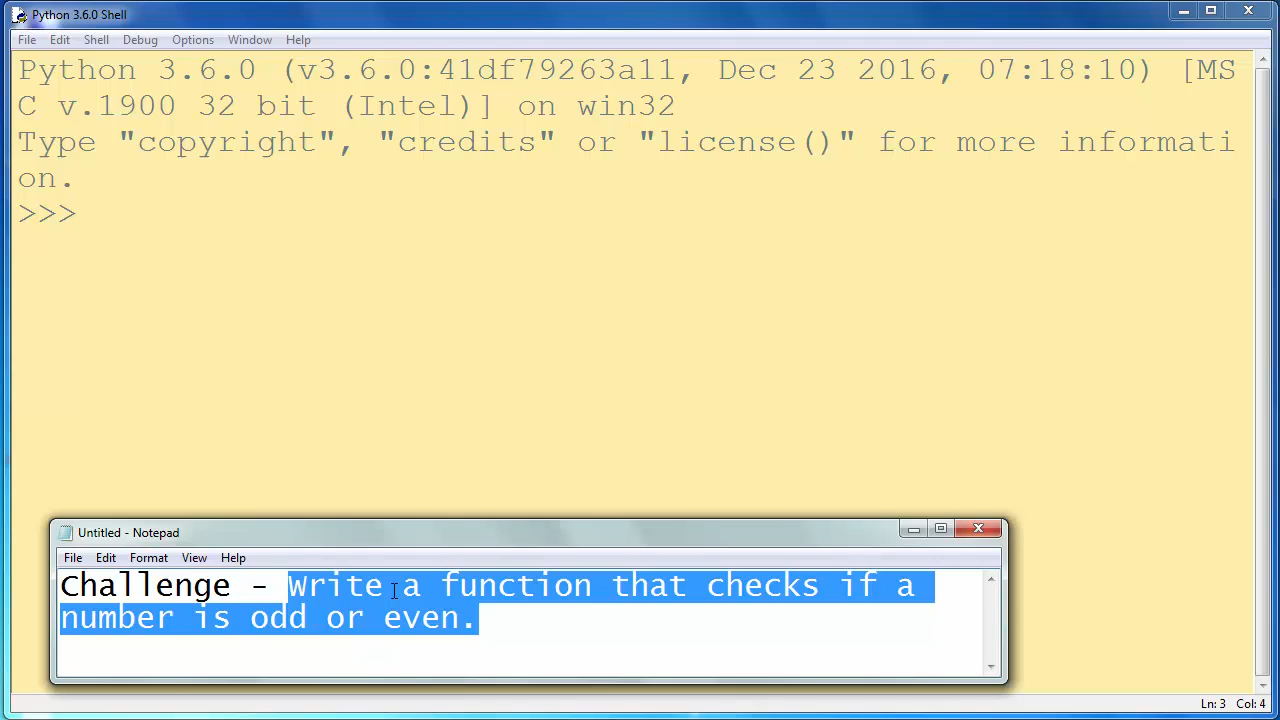 Python 3.6.0 Shell
File Edit Shell Debug Options Window Help
Python 3.6.0 (v3.6.0:41df79263a11, Dec 23 2016, 07:18:10) [MS
C v.1900 32 bit (Intel)] on win32
Type "copyright", "credits" or "license()" for more informati
on.
>>>
Untitled - Notepad
File Edit Format View Help
Challenge - Write a function that checks if a
number is odd or even.
Ln: 3 Col: 4